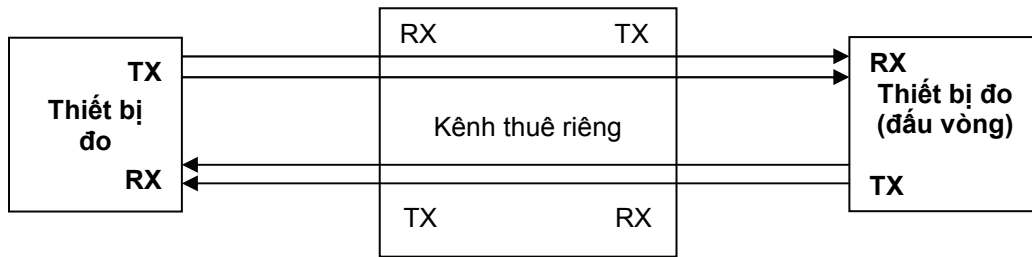 TX
Thiết bị
đo
RX
RX TX
Kênh thuê riêng
TX RX
RX
Thiết bị đo
(đấu vòng)
TX